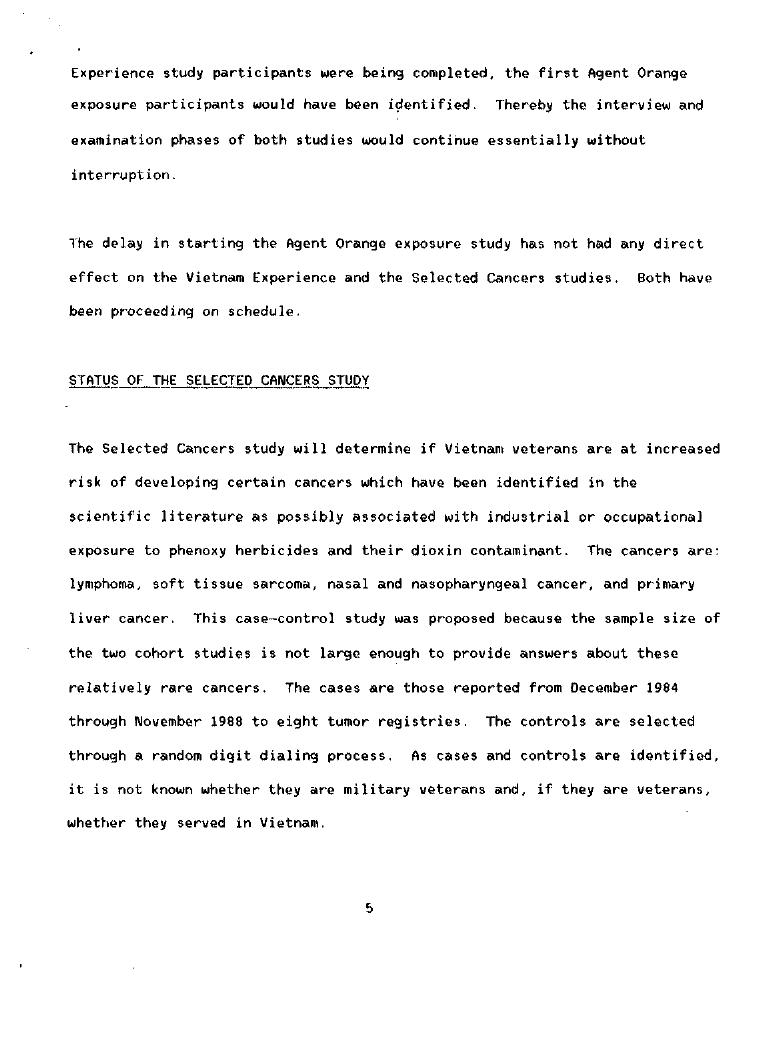 Experience study participants were being completed, the first Agent Orange
exposure participants would have been identified. Thereby the interview and
examination phases of both studies would continue essentially without
interruption.
The delay in starting the Agent Orange exposure study has not had any direct
effect on the Vietnam Experience and the Selected Cancers studies. Both have
been proceeding on schedule.
STATUS OF THE SELECTED CANCERS STUDY
The Selected Cancers study will determine if Vietnam veterans are at increased
risk of developing certain cancers which have been identified in the
scientific literature as possibly associated with industrial or occupational
exposure to phenoxy herbicides and their dioxin contaminant. The cancers are:
lymphoma, soft tissue sarcoma, nasal and nasopharyngeal cancer, and primary
liver cancer. This case-control study was proposed because the sample size of
the two cohort studies is not large enough to provide answers about these
relatively rare cancers. The cases are those reported from December 1984
through November 1988 to eight tumor registries. The controls are selected
through a random digit dialing process. As cases and controls are identified,
it is not known whether they are military veterans and, if they are veterans,
whether they served in Vietnam.
5